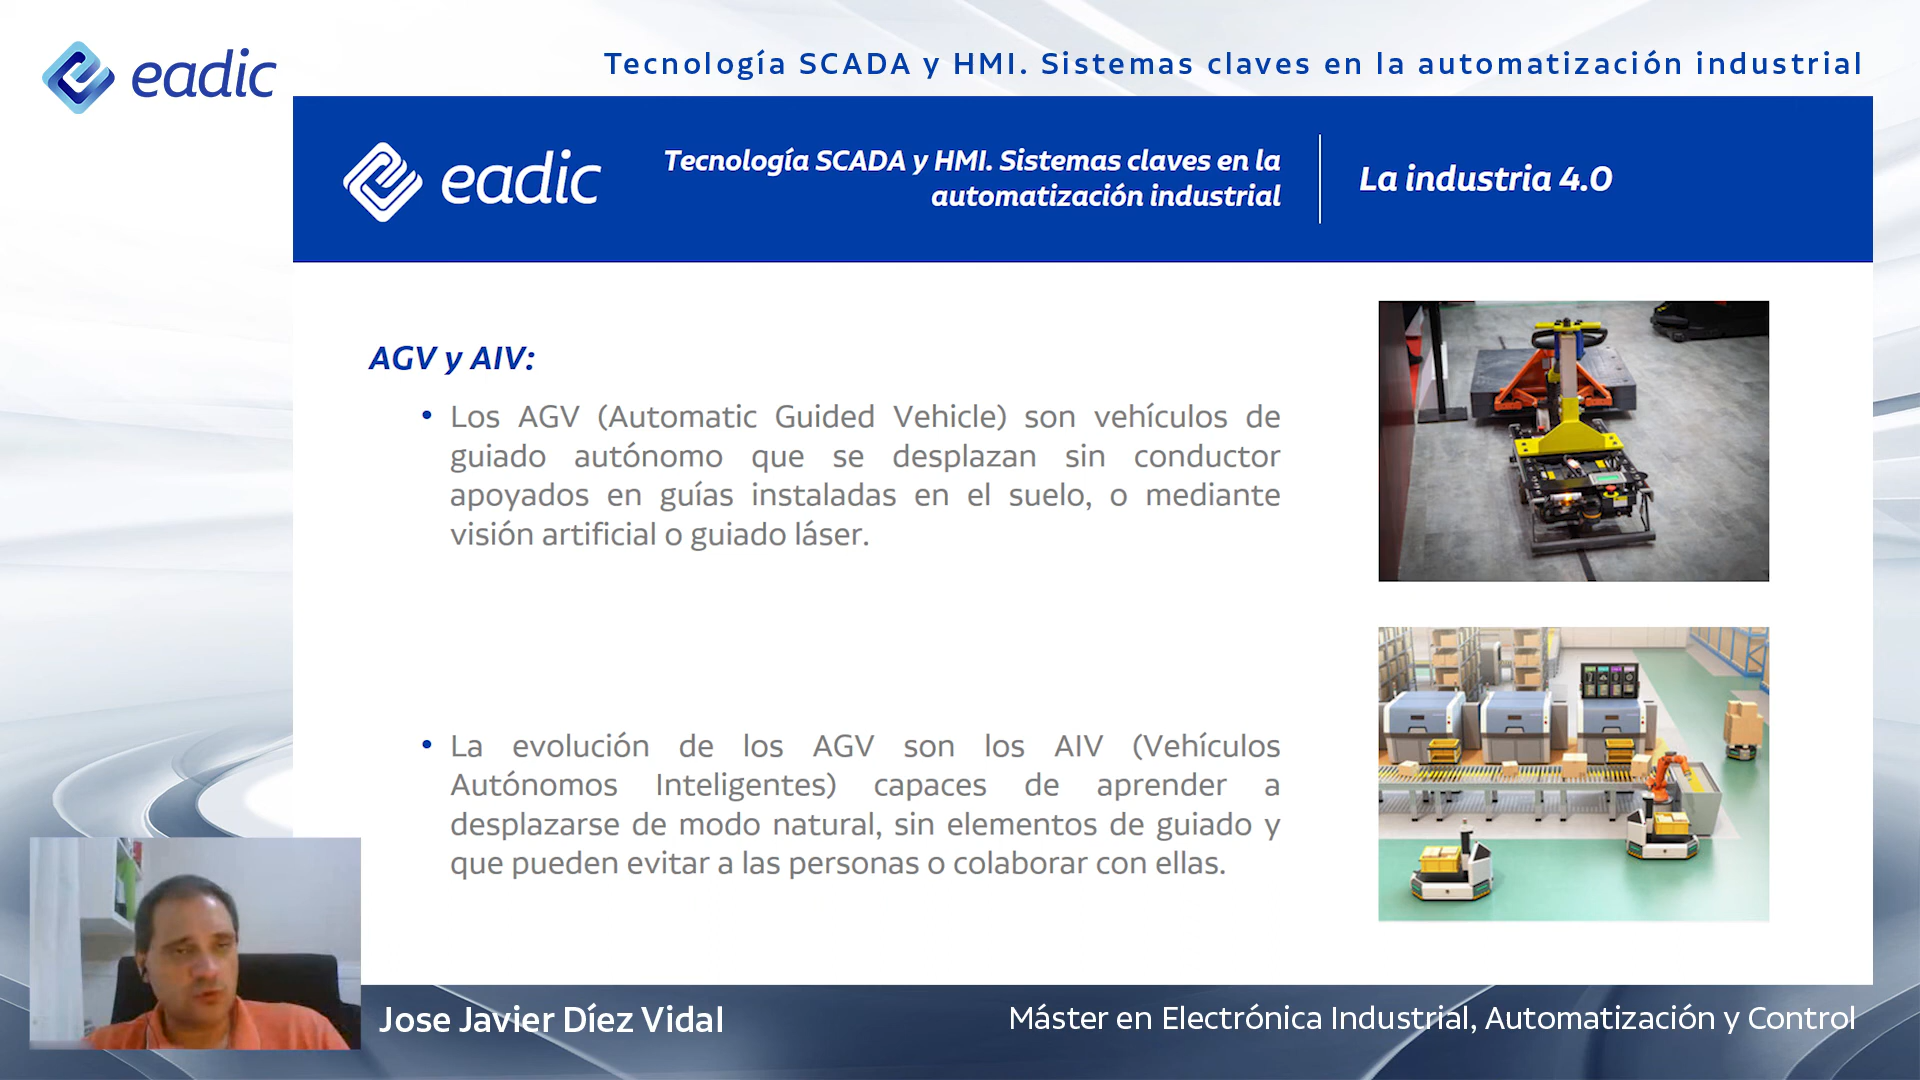 eadic
Tecnología SCADA y HMI. Sistemas claves en la automatización industrial
eadic
Tecnología SCADA y HMI. Sistemas claves en la
automatización industrial
La industria 4.0
AGV y AIV:
• Los AGV (Automatic Guided Vehicle) son vehículos de
guiado autónomo que se desplazan sin conductor
apoyados en guías instaladas en el suelo, o mediante
visión artificial o guiado láser.
• La evolución de los AGV son los AIV (Vehículos
Autónomos Inteligentes) capaces de aprender a
desplazarse de modo natural, sin elementos de guiado y
que pueden evitar a las personas o colaborar con ellas.
Jose Javier Díez Vidal
Máster en Electrónica Industrial, Automatización y Control